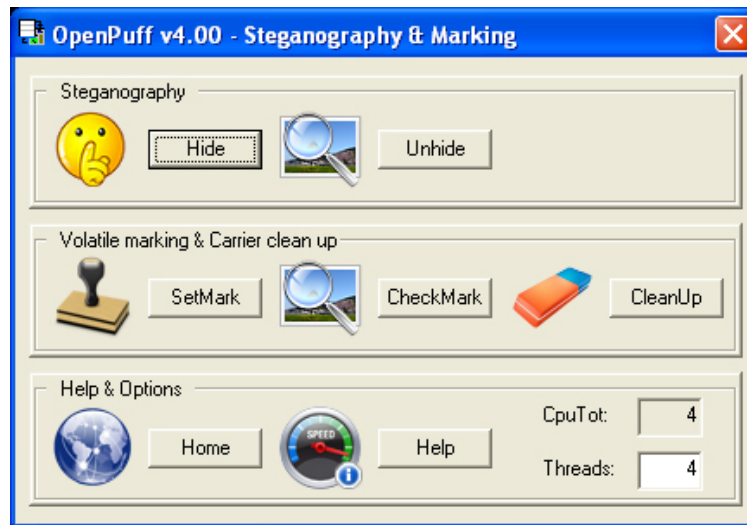 OpenPuff v4.00 - Steganography & Marking
Steganography
Hide
Unhide
Volatile marking & Carrier clean up
SetMark
CheckMark
CleanUp
Help & Options
Home
SPEED
Help
CpuTot: 4
Threads: 4